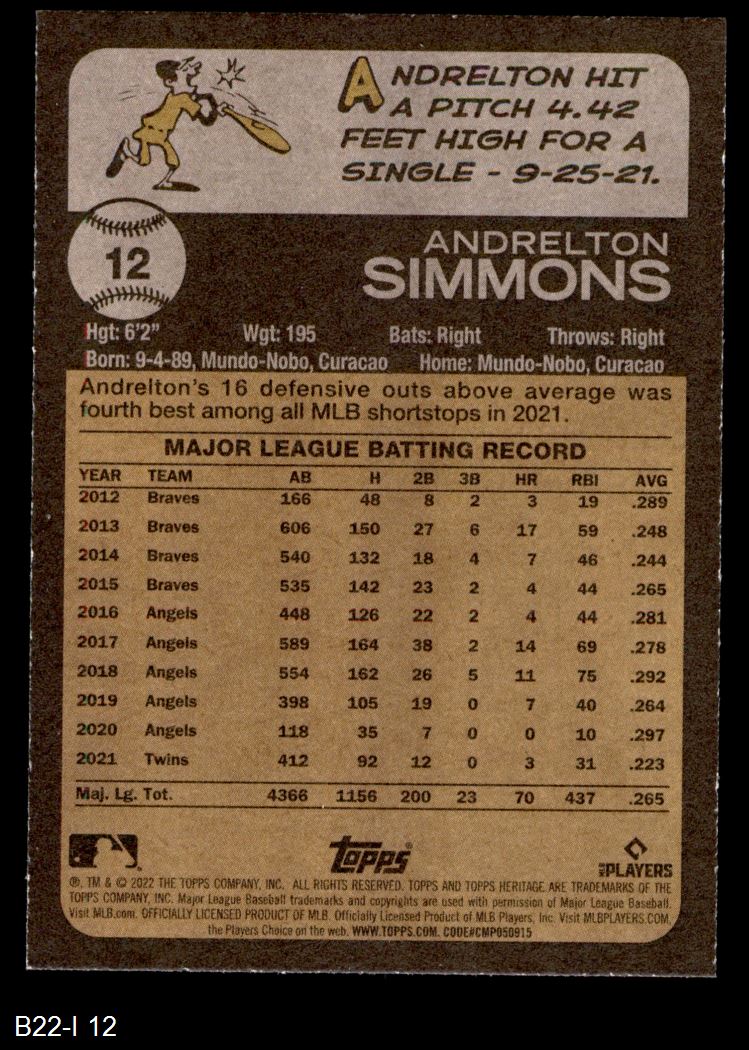 ANDRELTON HIT
A PITCH 4.42
FEET HIGH FOR A
SINGLE - 9-25-21.
12
ANDRELTON
SIMMONS
Hgt: 6'2" Wgt: 195 Bats: Right Throws: Right
Born: 9-4-89, Mundo-Nobo, Curacao Home: Mundo-Nobo, Curacao
Andrelton's 16 defensive outs above average was
fourth best among all MLB shortstops in 2021.
MAJOR LEAGUE BATTING RECORD
YEAR TEAM AB H 2B 3B HR RBI AVG
2012 Braves 166 48 8 2 3 19 .289
2013 Braves 606 150 27 6 17 59 .248
2014 Braves 540 132 18 4 7 46 .244
2015 Braves 535 142 23 2 4 44 .265
2016 Angels 448 126 22 2 4 44 .281
2017 Angels 589 164 38 2 14 69 .278
2018 Angels 554 162 26 5 11 75 .292
2019 Angels 398 105 19 0 7 40 .264
2020 Angels 118 35 7 0 0 10 .297
2021 Twins 412 92 12 0 3 31 .223
Maj. Lg. Tot. 4366 1156 200 23 70 437 .265
topps PLAYERS
®, TM & © 2022 THE TOPPS COMPANY, INC. ALL RIGHTS RESERVED. TOPPS AND TOPPS HERITAGE ARE TRADEMARKS OF THE
TOPPS COMPANY, INC. Major League Baseball trademarks and copyrights are used with permission of Major League Baseball.
Visit MLB.com. OFFICIALLY LICENSED PRODUCT OF MLB. Officially Licensed Product of MLB Players, Inc. Visit MLBPLAYERS.COM,
the Players Choice on the web. WWW.TOPPS.COM. CODE#CMP050915
B22-I 12